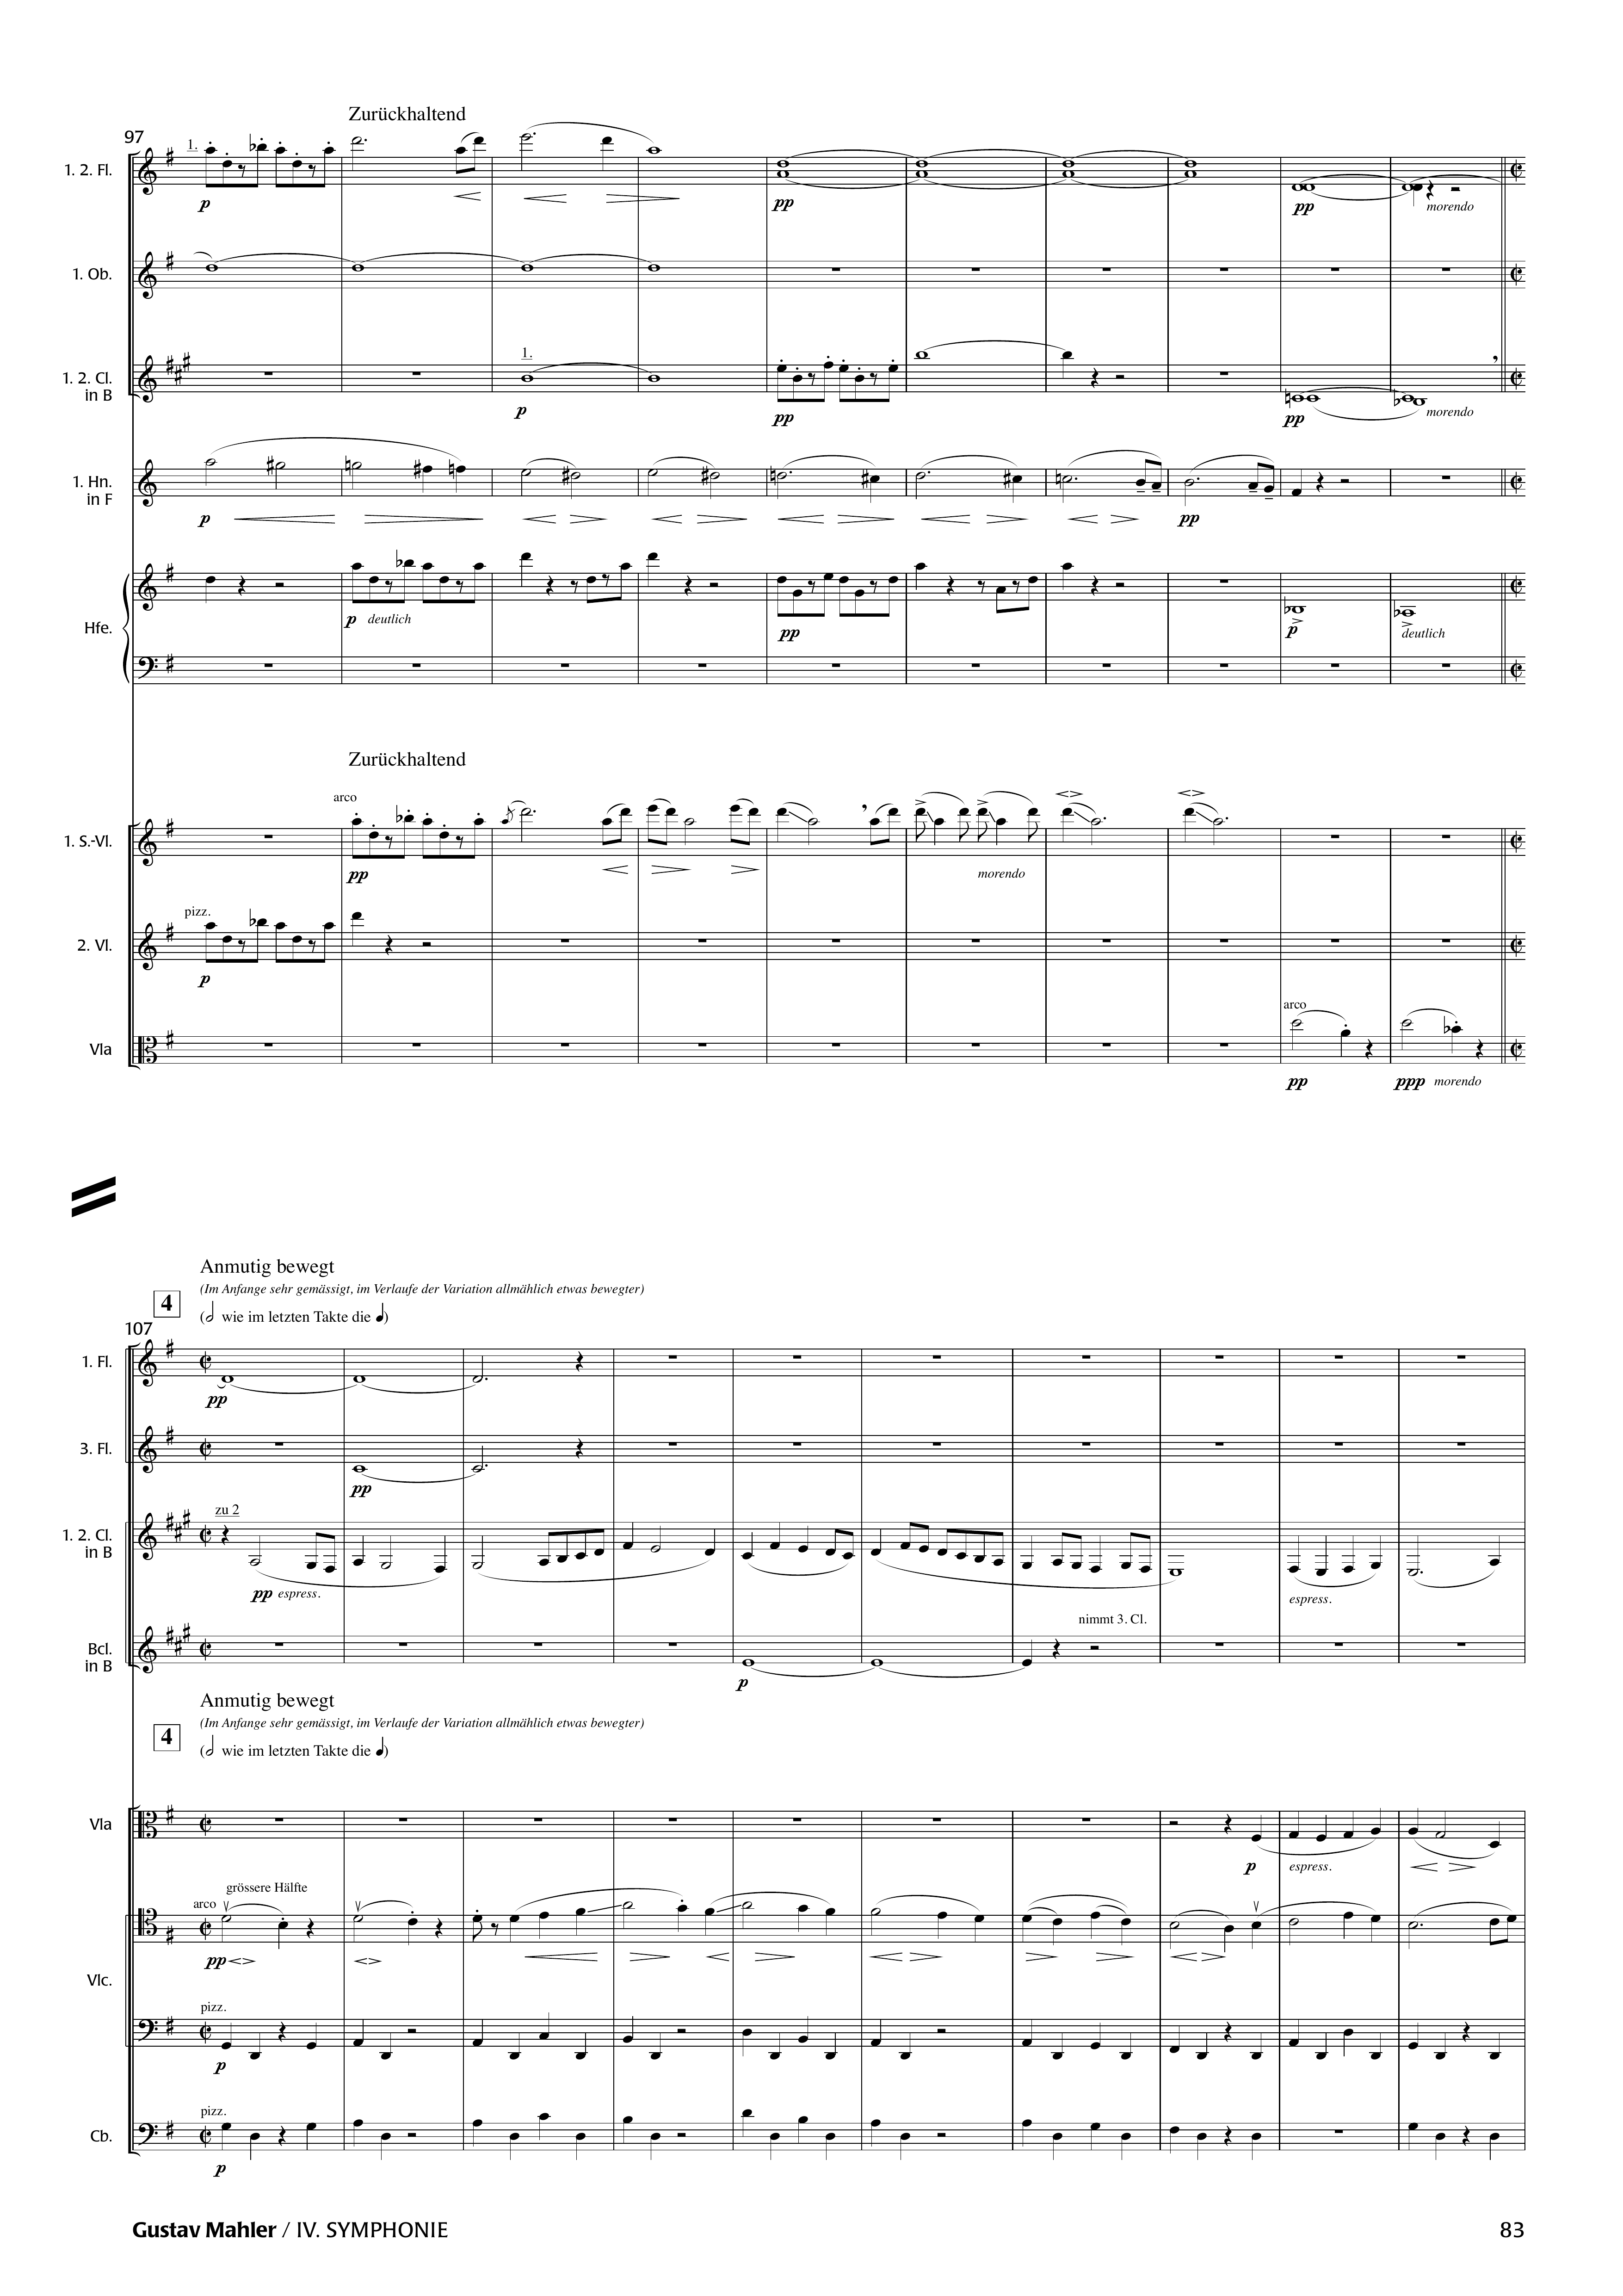 Zurückhaltend
97
1.
1. 2. Fl.
p
pp
pp
morendo
1. Ob.
1.
1. 2. Cl.
in B
p
pp
pp
morendo
1. Hn.
in F
p
pp
Hfe.
p deutlich
pp
p
deutlich
Zurückhaltend
arco
1. S.-Vl.
pp
morendo
pizz.
2. Vl.
p
arco
Vla
pp
ppp morendo
Anmutig bewegt
(Im Anfange sehr gemässigt, im Verlaufe der Variation allmählich etwas bewegter)
4
( wie im letzten Takte die )
107
1. Fl.
pp
3. Fl.
pp
zu 2
1. 2. Cl.
in B
pp espress.
espress.
nimmt 3. Cl.
Bcl.
in B
p
Anmutig bewegt
(Im Anfange sehr gemässigt, im Verlaufe der Variation allmählich etwas bewegter)
4
( wie im letzten Takte die )
Vla
p espress.
grössere Hälfte
arco
pp
Vlc.
pizz.
p
pizz.
Cb.
p
Gustav Mahler / IV. SYMPHONIE
83